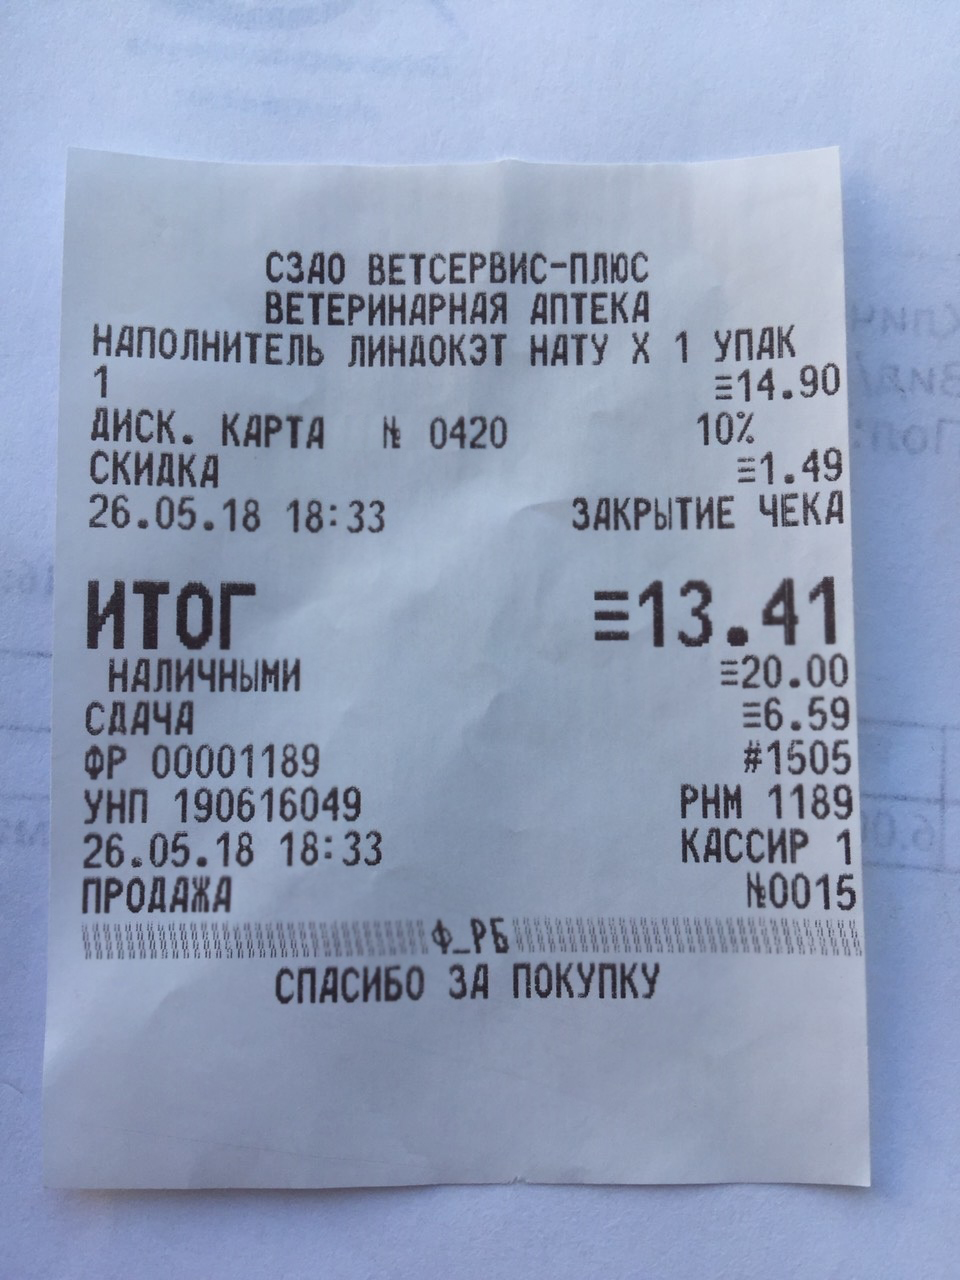 СЗАО ВЕТСЕРВИС-ПЛЮС
ВЕТЕРИНАРНАЯ АПТЕКА
НАПОЛНИТЕЛЬ ЛИНДОКЭТ НАТУ X 1 УПАК
1 ≡14.90
ДИСК. КАРТА № 0420 10%
СКИДКА ≡1.49
26.05.18 18:33 ЗАКРЫТИЕ ЧЕКА
ИТОГ ≡13.41
НАЛИЧНЫМИ ≡20.00
СДАЧА ≡6.59
ФР 00001189 #1505
УНП 190616049 РНМ 1189
26.05.18 18:33 КАССИР 1
ПРОДАЖА №0015
Ф_РБ
СПАСИБО ЗА ПОКУПКУ